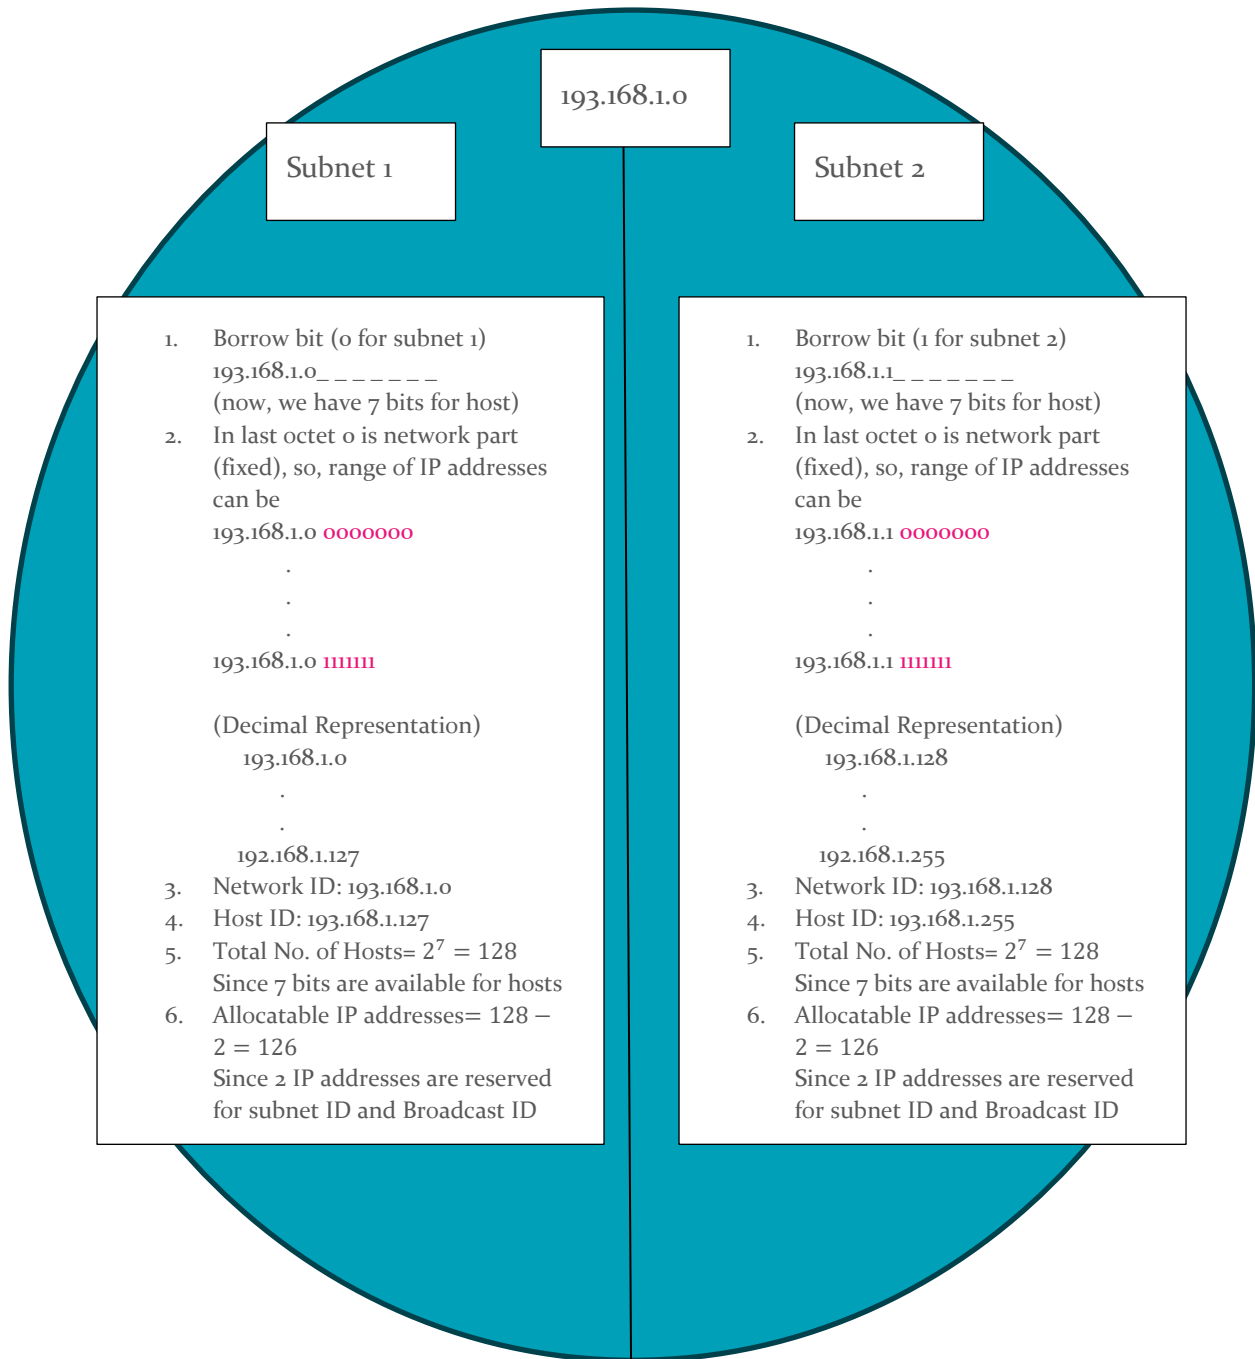 193.168.1.0
Subnet 1
Subnet 2
1. Borrow bit (0 for subnet 1)
193.168.1.0_ _ _ _ _ _ _
(now, we have 7 bits for host)
2. In last octet 0 is network part
(fixed), so, range of IP addresses
can be
193.168.1.0 0000000
.
.
.
193.168.1.0 1111111
(Decimal Representation)
193.168.1.0
.
.
192.168.1.127
3. Network ID: 193.168.1.0
4. Host ID: 193.168.1.127
5. Total No. of Hosts= 2⁷ = 128
Since 7 bits are available for hosts
6. Allocatable IP addresses= 128 −
2 = 126
Since 2 IP addresses are reserved
for subnet ID and Broadcast ID
1. Borrow bit (1 for subnet 2)
193.168.1.1_ _ _ _ _ _ _
(now, we have 7 bits for host)
2. In last octet 0 is network part
(fixed), so, range of IP addresses
can be
193.168.1.1 0000000
.
.
.
193.168.1.1 1111111
(Decimal Representation)
193.168.1.128
.
.
192.168.1.255
3. Network ID: 193.168.1.128
4. Host ID: 193.168.1.255
5. Total No. of Hosts= 2⁷ = 128
Since 7 bits are available for hosts
6. Allocatable IP addresses= 128 −
2 = 126
Since 2 IP addresses are reserved
for subnet ID and Broadcast ID